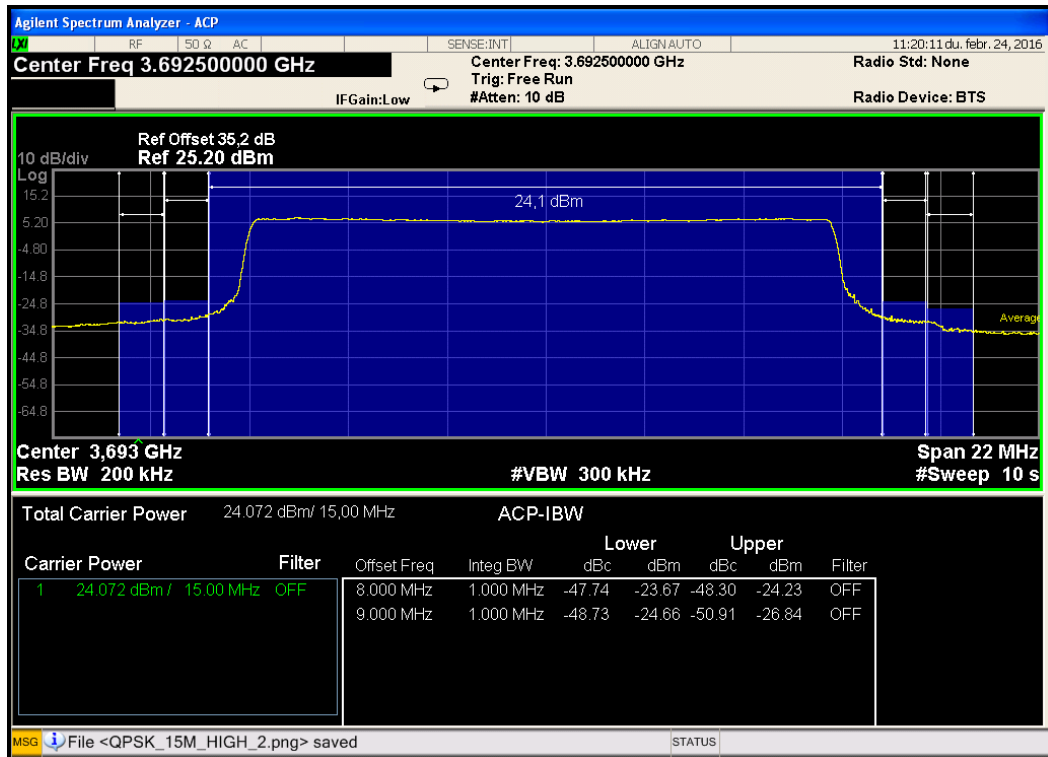 Agilent Spectrum Analyzer - ACP
LXI RF 50 Ω AC SENSE:INT ALIGN AUTO 11:20:11 du. febr. 24, 2016
Center Freq 3.692500000 GHz Center Freq: 3.692500000 GHz Radio Std: None
Trig: Free Run
IFGain:Low #Atten: 10 dB Radio Device: BTS
Ref Offset 35,2 dB
10 dB/div Ref 25.20 dBm
Log
15.2
24,1 dBm
5.20
-4.80
-14.8
-24.8
Average
-34.8
-44.8
-54.8
-64.8
Center 3,693 GHz Span 22 MHz
Res BW 200 kHz #VBW 300 kHz #Sweep 10 s
Total Carrier Power 24.072 dBm/ 15,00 MHz ACP-IBW
Lower Upper
Carrier Power Filter Offset Freq Integ BW dBc dBm dBc dBm Filter
1 24.072 dBm / 15.00 MHz OFF 8.000 MHz 1.000 MHz -47.74 -23.67 -48.30 -24.23 OFF
9.000 MHz 1.000 MHz -48.73 -24.66 -50.91 -26.84 OFF
MSG File <QPSK_15M_HIGH_2.png> saved STATUS